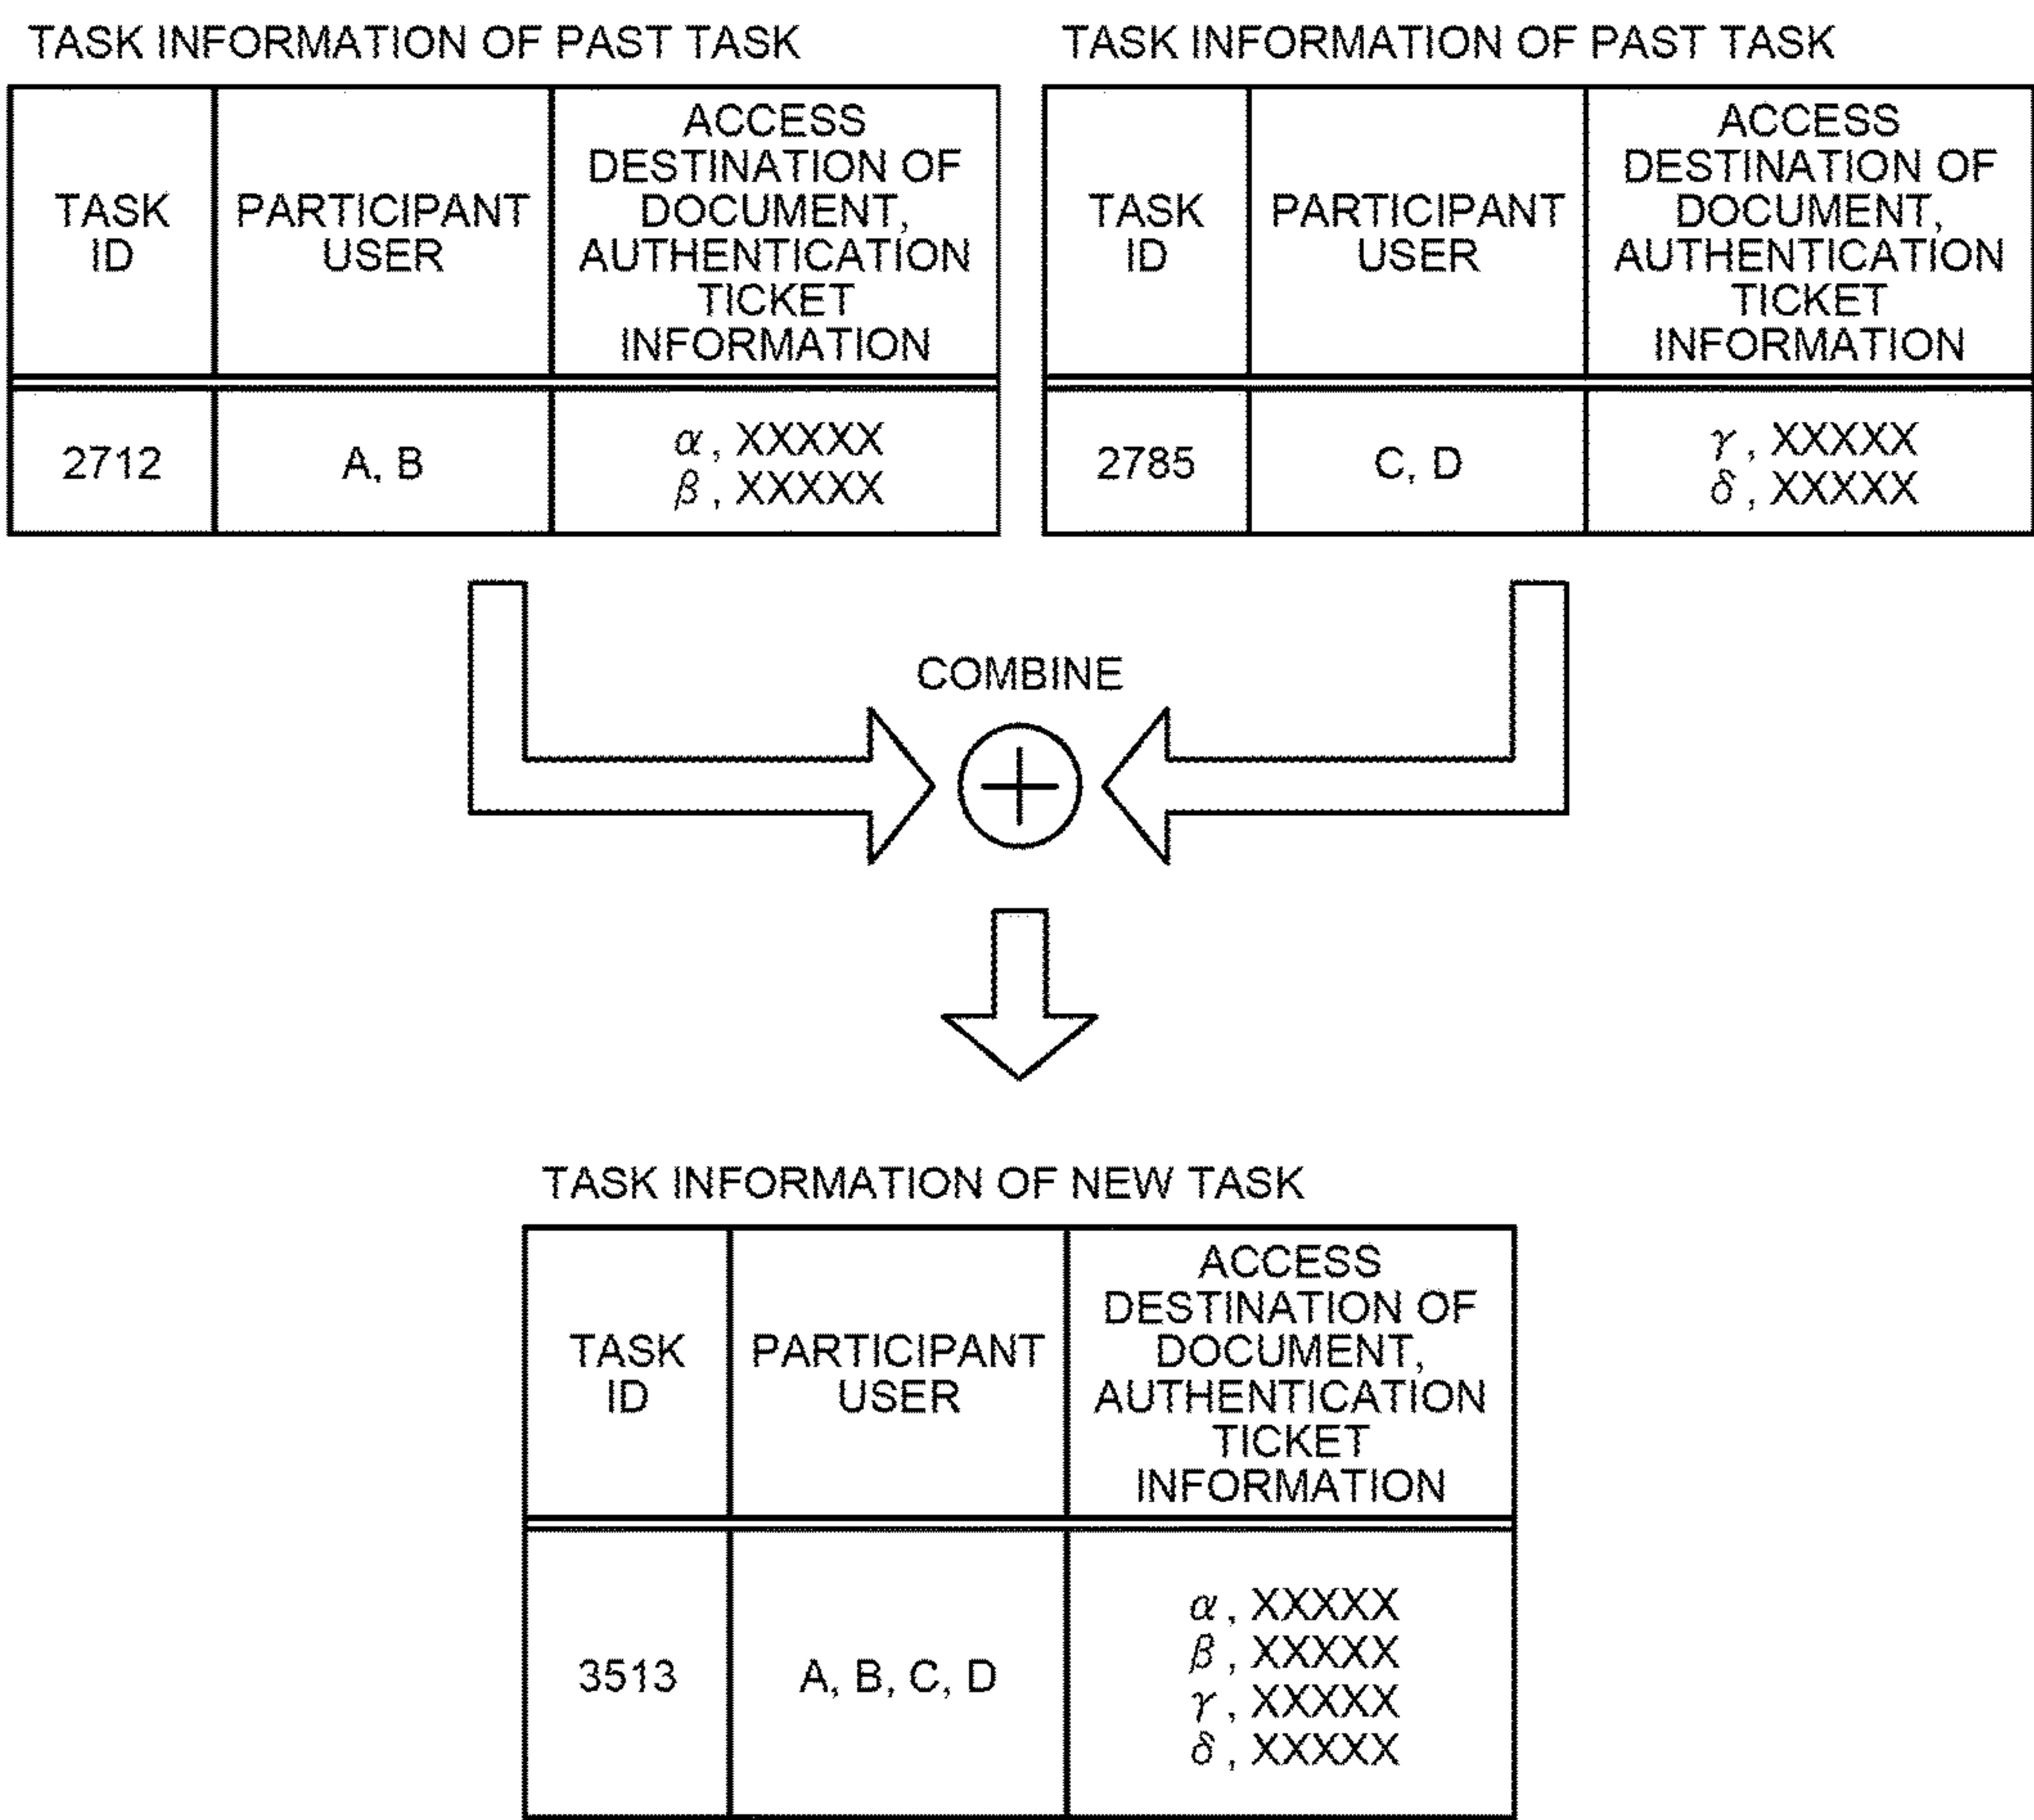 TASK INFORMATION OF PAST TASK
TASK
ID
PARTICIPANT
USER
ACCESS
DESTINATION OF
DOCUMENT,
AUTHENTICATION
TICKET
INFORMATION
2712
A, B
α, XXXXX
β, XXXXX
TASK INFORMATION OF PAST TASK
TASK
ID
PARTICIPANT
USER
ACCESS
DESTINATION OF
DOCUMENT,
AUTHENTICATION
TICKET
INFORMATION
2785
C, D
γ, XXXXX
δ, XXXXX
COMBINE
TASK INFORMATION OF NEW TASK
TASK
ID
PARTICIPANT
USER
ACCESS
DESTINATION OF
DOCUMENT,
AUTHENTICATION
TICKET
INFORMATION
3513
A, B, C, D
α, XXXXX
β, XXXXX
γ, XXXXX
δ, XXXXX